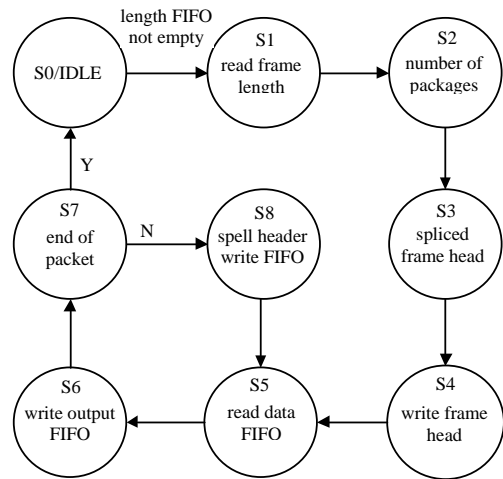 length FIFO
not empty
S0/IDLE
S1
read frame
length
S2
number of
packages
Y
S7
end of
packet
N
S8
spell header
write FIFO
S3
spliced
frame head
S6
write output
FIFO
S5
read data
FIFO
S4
write frame
head